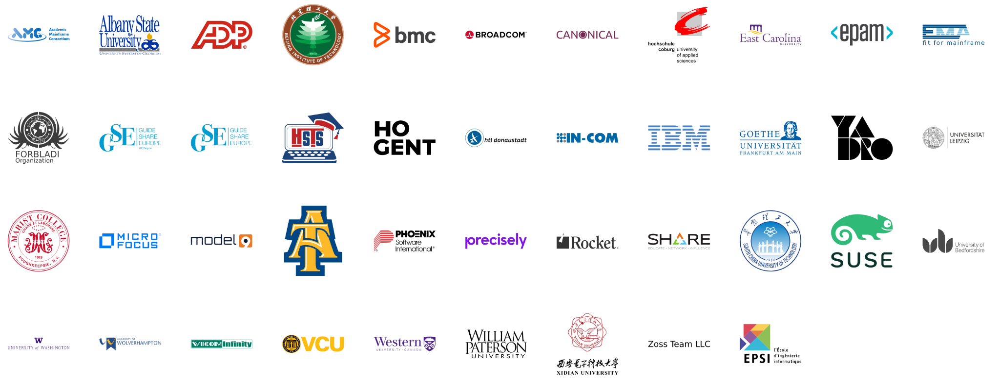 AMC Academic
Mainframe
Consortium
Albany State
University
UNIVERSITY SYSTEM OF GEORGIA
ADP
北京理工大学
BEIJING INSTITUTE OF TECHNOLOGY
1940
bmc
BROADCOM
CANONICAL
hochschule
coburg university
of applied
sciences
East Carolina
UNIVERSITY
<epam>
EMA
fit for mainframe
FORBLADI
Organization
GSE GUIDE
SHARE
EUROPE
UK Region
GSE GUIDE
SHARE
EUROPE
HSTS
HO
GENT
htl donaustadt
IN-COM
IBM
GOETHE
UNIVERSITÄT
FRANKFURT AM MAIN
YADRO
UNIVERSITÄT
LEIPZIG
MARIST COLLEGE
ORARE ET LABORARE
1929
POUGHKEEPSIE, N.Y.
MICRO
FOCUS
model
AT
PHOENIX
Software
International®
precisely
Rocket
SHARE
EDUCATE • NETWORK • INFLUENCE
华南理工大学
SOUTH CHINA UNIVERSITY OF TECHNOLOGY
1934
SUSE
University of
Bedfordshire
W
UNIVERSITY of WASHINGTON
UNIVERSITY OF
WOLVERHAMPTON
VICOM Infinity
VCU
Western
UNIVERSITY · CANADA
WILLIAM
PATERSON
UNIVERSITY
XIDIAN UNIVERSITY
西安电子科技大学
XIDIAN UNIVERSITY
Zoss Team LLC
EPSI l'École
d'ingénierie
informatique